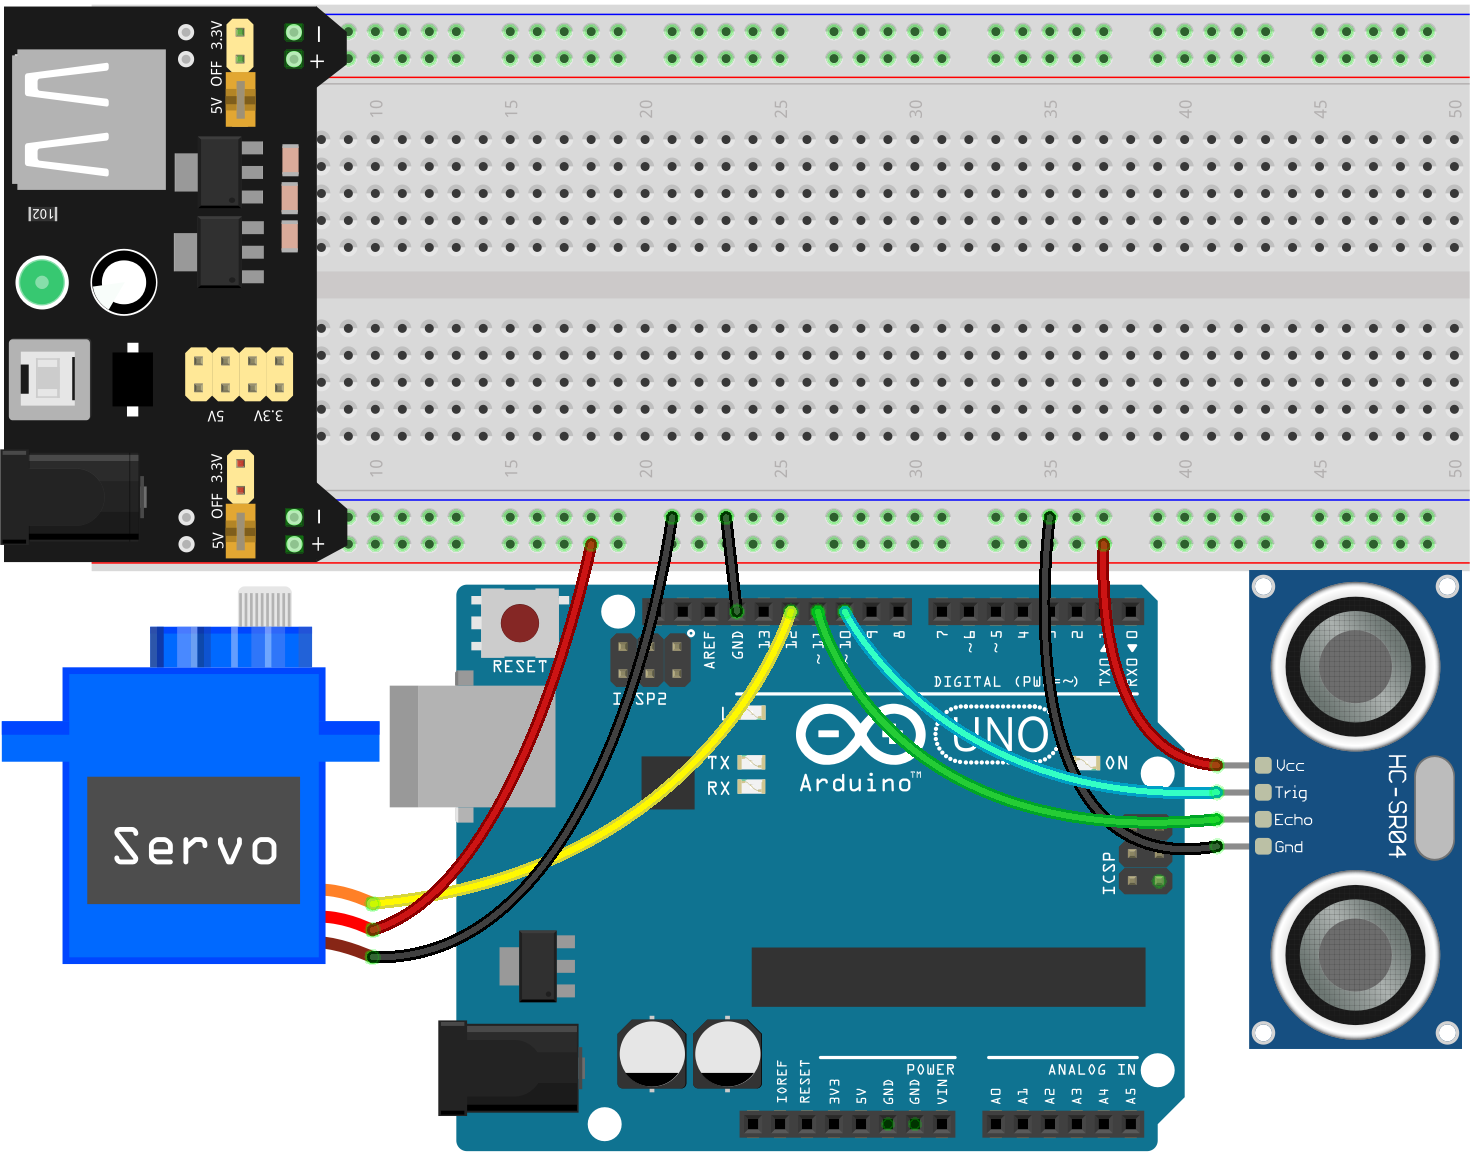 3.3V
OFF
5V
−
+
10 15 20 25 30 35 40 45 50
102
5V 3.3V
10 15 20 25 30 35 40 45 50
3.3V
OFF
5V
−
+
RESET
ICSP2
AREF GND 13 12 ~11 ~10 9 8
7 ~6 ~5 4 3 2 TX0 1 RX0 0
DIGITAL (PWM=~)
L
TX
RX
UNO
Arduino™
ON
Vcc
Trig
Echo
Gnd
HC-SR04
ICSP
Servo
POWER
ANALOG IN
IOREF RESET 3V3 5V GND GND VIN
A0 A1 A2 A3 A4 A5